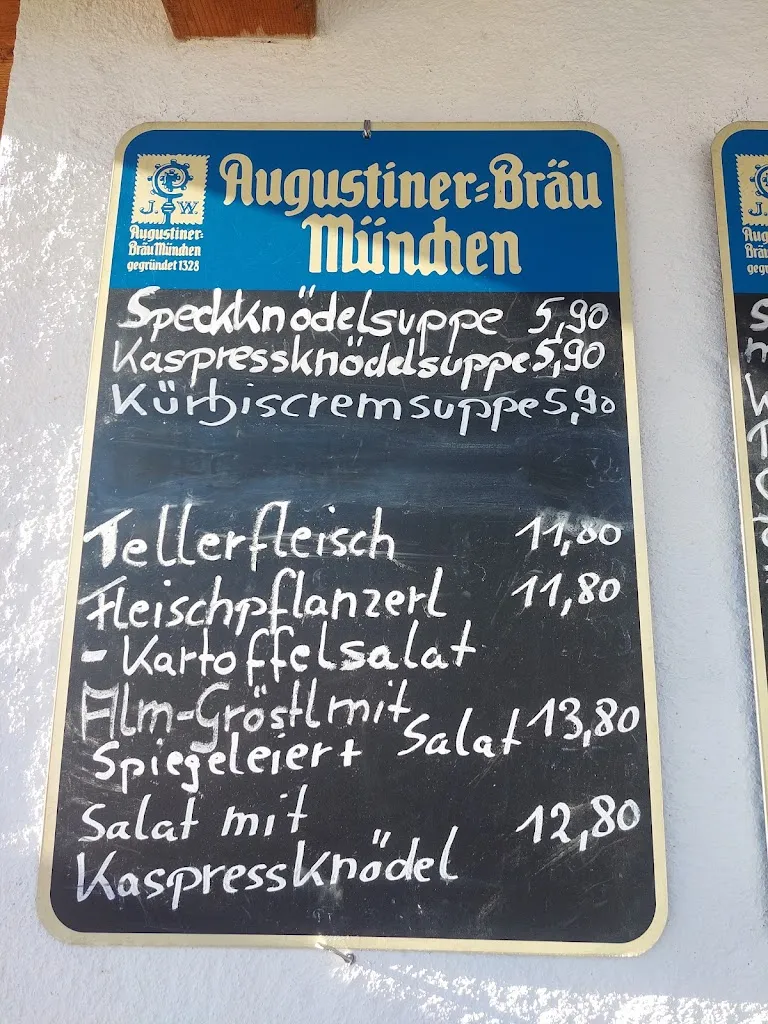 Augustiner=Bräu
München
J. W.
Augustiner=
Bräu München
gegründet 1328
Speckknödelsuppe 5,90
Kaspressknödelsuppe 5,90
Kürbiscremsuppe 5,90
Tellerfleisch 11,80
Fleischpflanzerl 11,80
- Kartoffelsalat
Alm-Gröstl mit
Spiegeleier + Salat 13,80
Salat mit 12,80
Kaspressknödel
J.